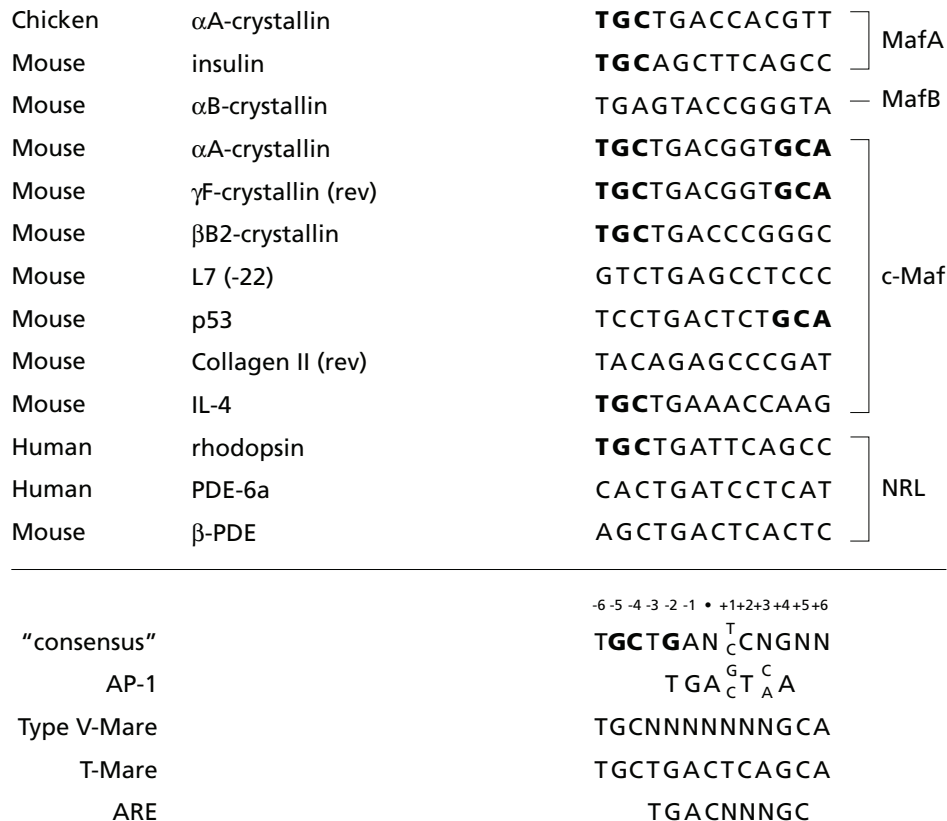 Chicken αA-crystallin TGCTGACCACGTT
MafA
Mouse insulin TGCAGCTTCAGCC
Mouse αB-crystallin TGAGTACCGGGTA MafB
Mouse αA-crystallin TGCTGACGGTGCA
Mouse γF-crystallin (rev) TGCTGACGGTGCA
Mouse βB2-crystallin TGCTGACCCGGGC
Mouse L7 (-22) GTCTGAGCCTCCC c-Maf
Mouse p53 TCCTGACTCTGCA
Mouse Collagen II (rev) TACAGAGCCCGAT
Mouse IL-4 TGCTGAAACCAAG
Human rhodopsin TGCTGATTCAGCC
Human PDE-6a CACTGATCCTCAT NRL
Mouse β-PDE AGCTGACTCACTC
-6 -5 -4 -3 -2 -1 • +1+2+3+4+5+6
"consensus" TGCTGAN T/C CNGNN
AP-1 TGA G/C T C/A A
Type V-Mare TGCNNNNNNNGCA
T-Mare TGCTGACTCAGCA
ARE TGACNNNGC